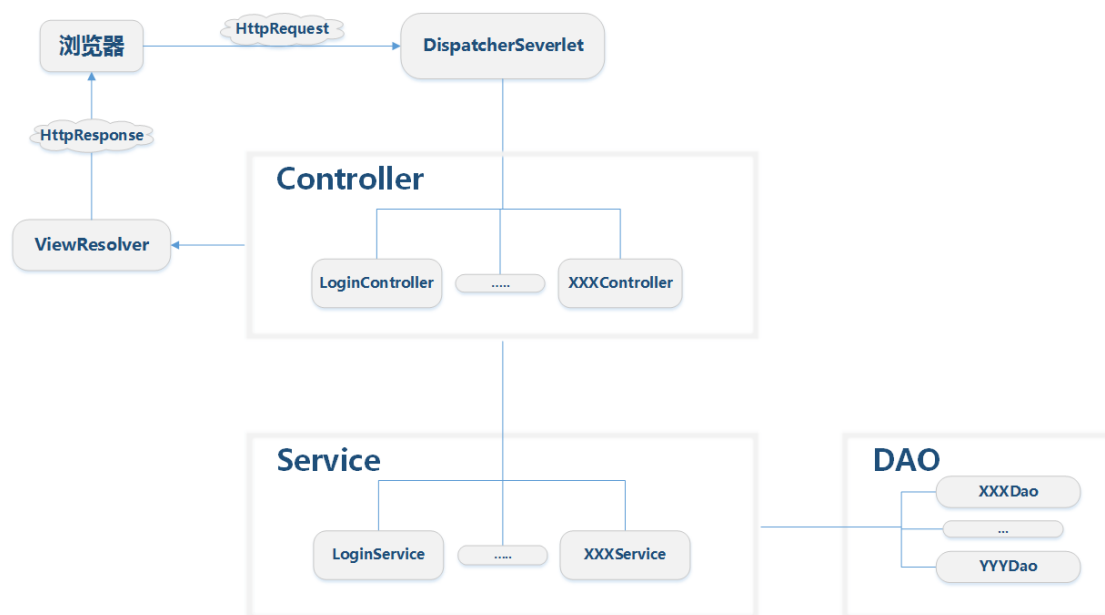 浏览器
HttpRequest
DispatcherSeverlet
HttpResponse
Controller
ViewResolver
LoginController
.....
XXXController
Service
LoginService
.....
XXXService
DAO
XXXDao
...
YYYDao